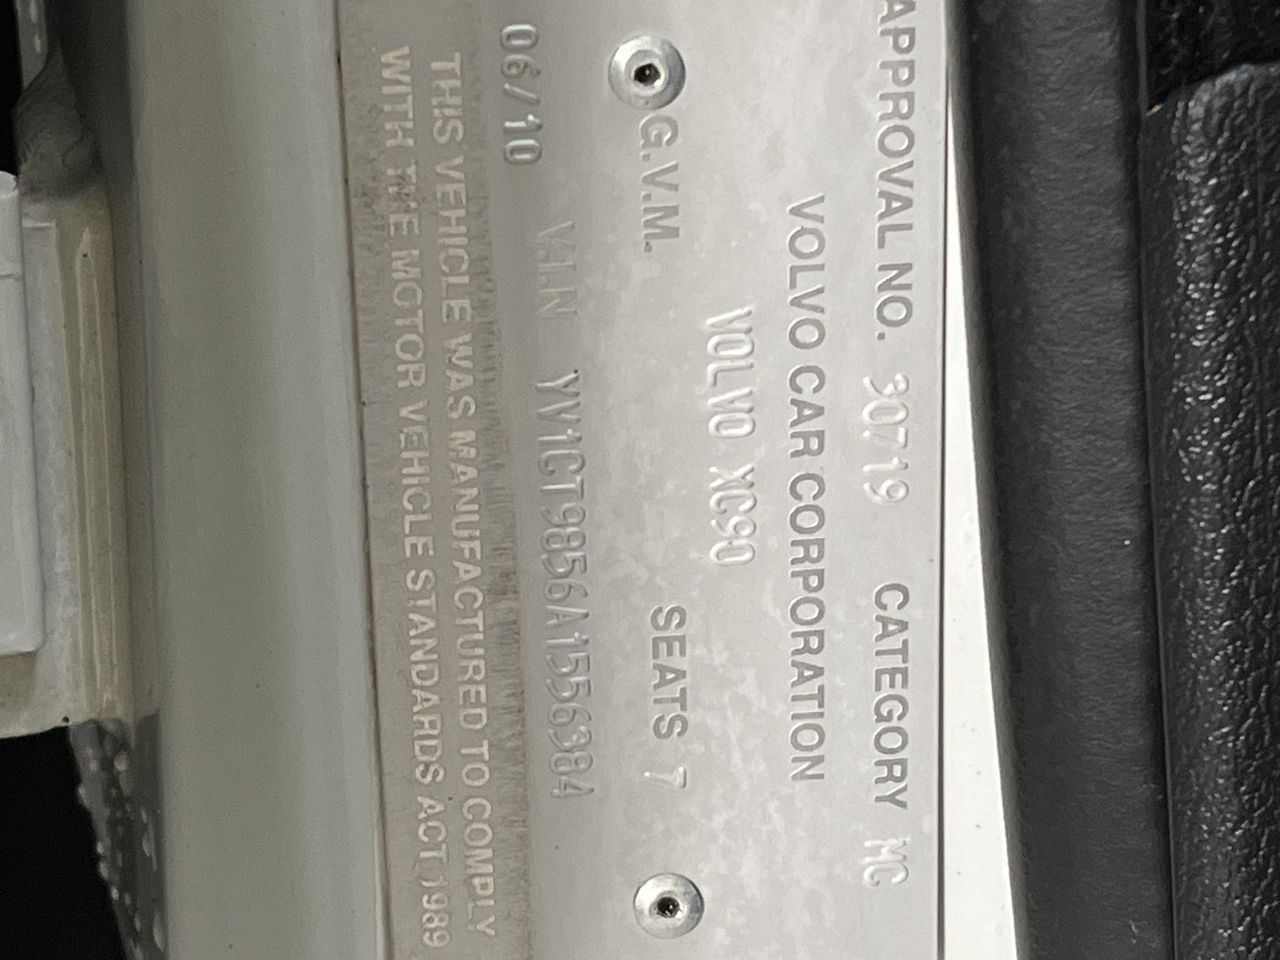 APPROVAL NO. 30719 CATEGORY MC
VOLVO CAR CORPORATION
VOLVO XC90
G.V.M. SEATS 7
06/10 V.I.N YV1CT9856A1556384
THIS VEHICLE WAS MANUFACTURED TO COMPLY
WITH THE MOTOR VEHICLE STANDARDS ACT 1989